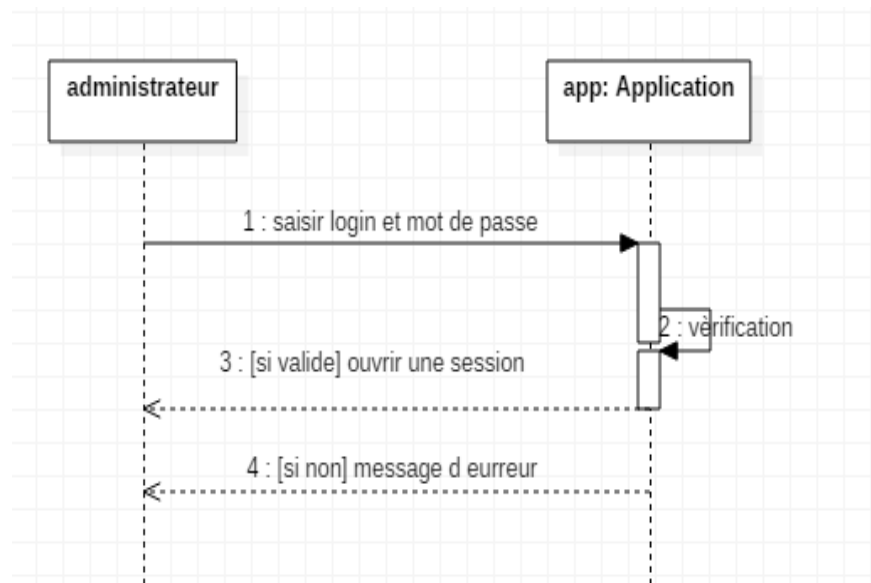 administrateur
app: Application
1 : saisir login et mot de passe
2 : vèrification
3 : [si valide] ouvrir une session
4 : [si non] message d eurreur